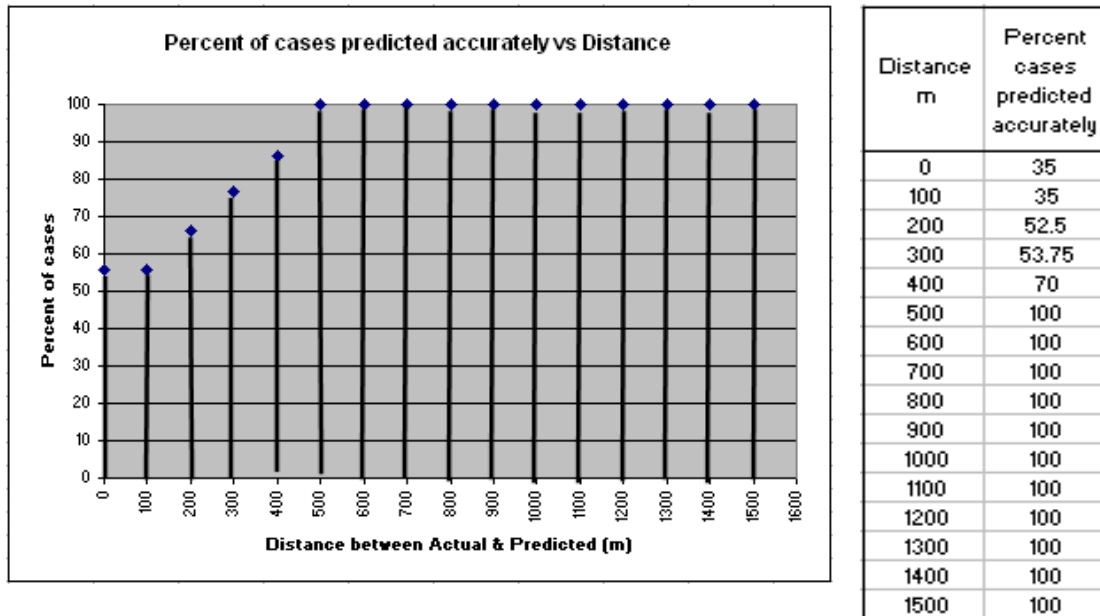 Percent of cases predicted accurately vs Distance
100
90
80
70
60
50
40
30
20
10
0
Percent of cases
0 100 200 300 400 500 600 700 800 900 1000 1100 1200 1300 1400 1500 1600
Distance between Actual & Predicted (m)
Distance
m
Percent
cases
predicted
accurately
0 35
100 35
200 52.5
300 53.75
400 70
500 100
600 100
700 100
800 100
900 100
1000 100
1100 100
1200 100
1300 100
1400 100
1500 100